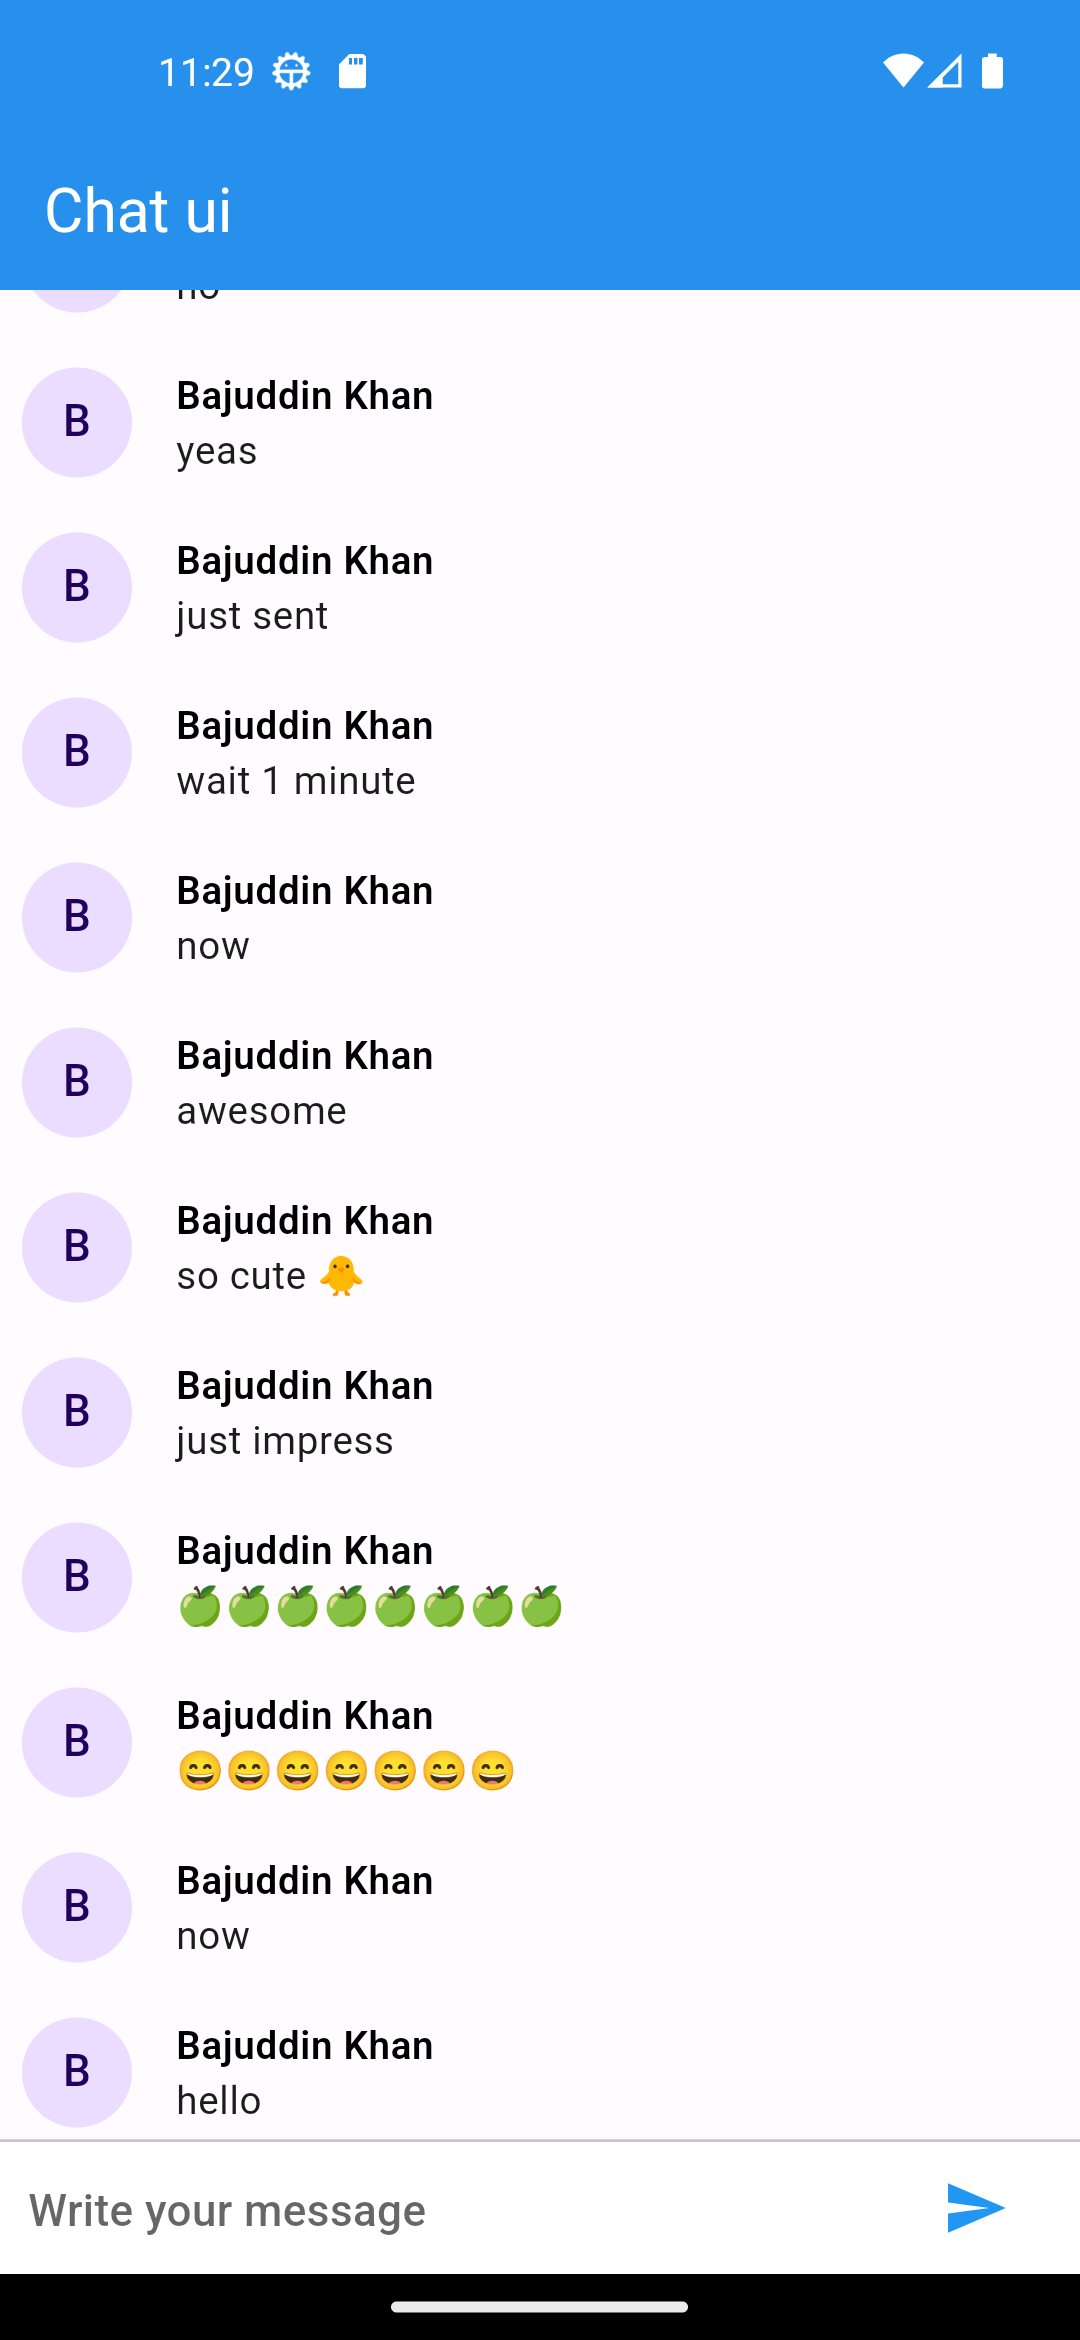 11:29
Chat ui
no
B
Bajuddin Khan
yeas
B
Bajuddin Khan
just sent
B
Bajuddin Khan
wait 1 minute
B
Bajuddin Khan
now
B
Bajuddin Khan
awesome
B
Bajuddin Khan
so cute 🐥
B
Bajuddin Khan
just impress
B
Bajuddin Khan
🍏🍏🍏🍏🍏🍏🍏🍏
B
Bajuddin Khan
😄😄😄😄😄😄😄
B
Bajuddin Khan
now
B
Bajuddin Khan
hello
Write your message